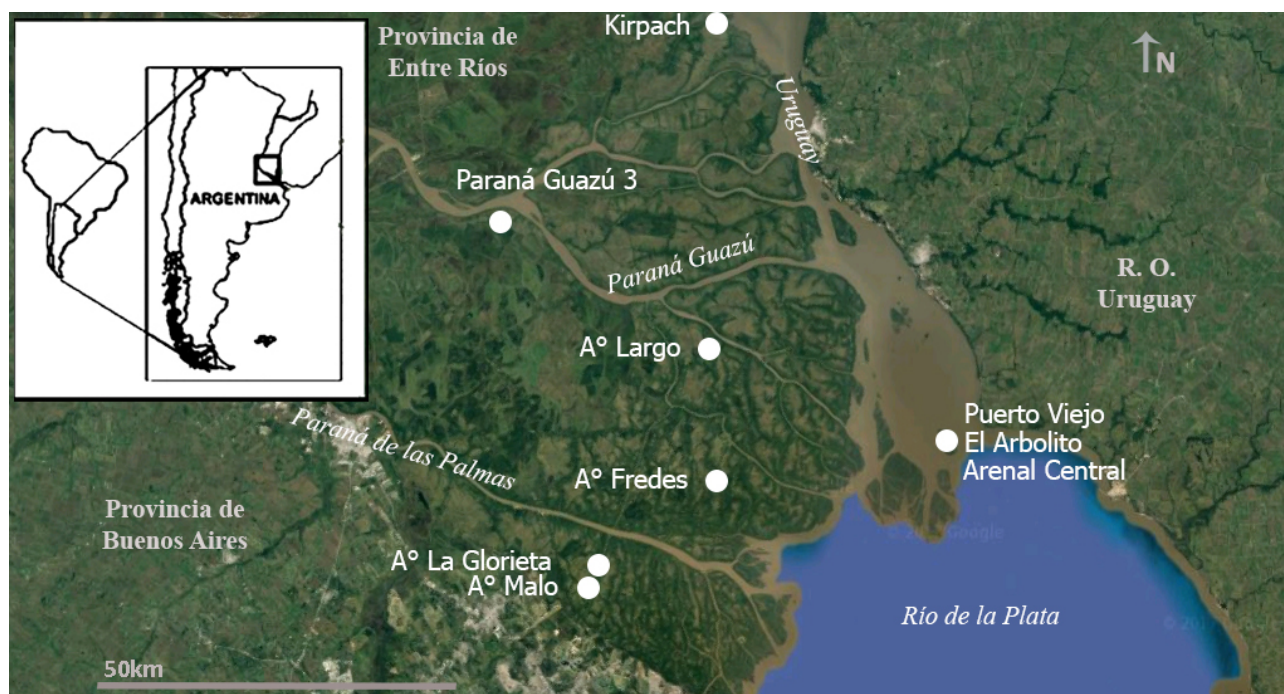 Kirpach
Provincia de
Entre Ríos
N
Uruguay
ARGENTINA
Paraná Guazú 3
Paraná Guazú
R. O.
Uruguay
A° Largo
Puerto Viejo
El Arbolito
Arenal Central
Paraná de las Palmas
A° Fredes
Provincia de
Buenos Aires
A° La Glorieta
A° Malo
Río de la Plata
50km